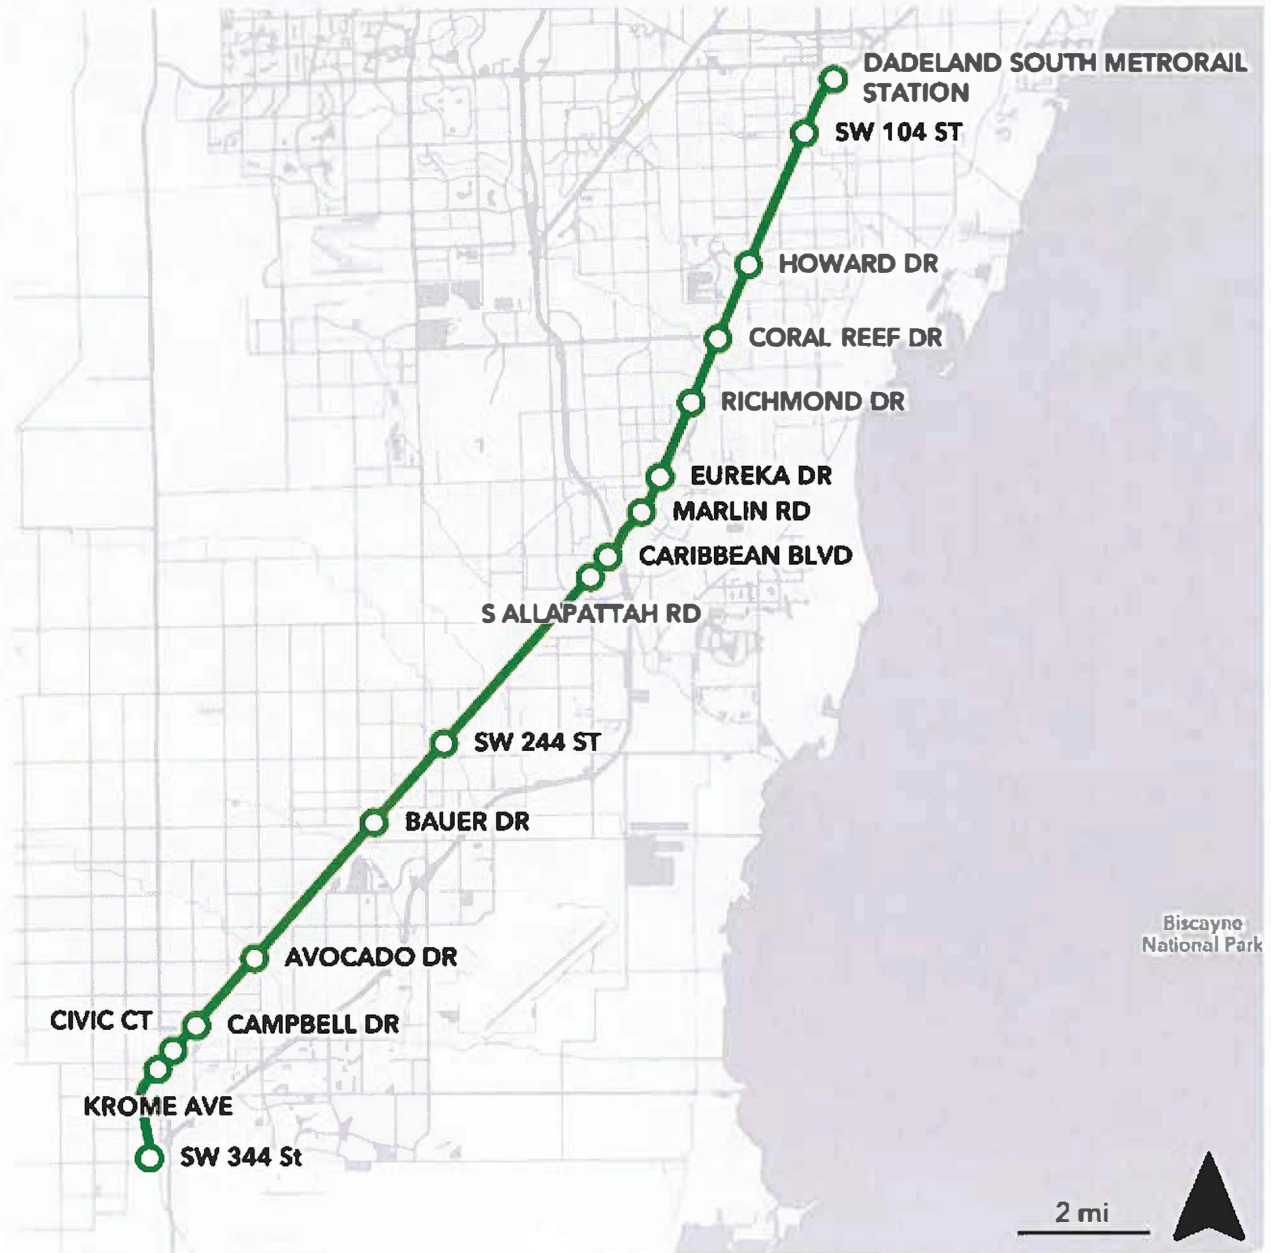 DADELAND SOUTH METRORAIL
STATION
SW 104 ST
HOWARD DR
CORAL REEF DR
RICHMOND DR
EUREKA DR
MARLIN RD
CARIBBEAN BLVD
S ALLAPATTAH RD
SW 244 ST
BAUER DR
Biscayne
National Park
AVOCADO DR
CIVIC CT
CAMPBELL DR
KROME AVE
SW 344 St
2 mi